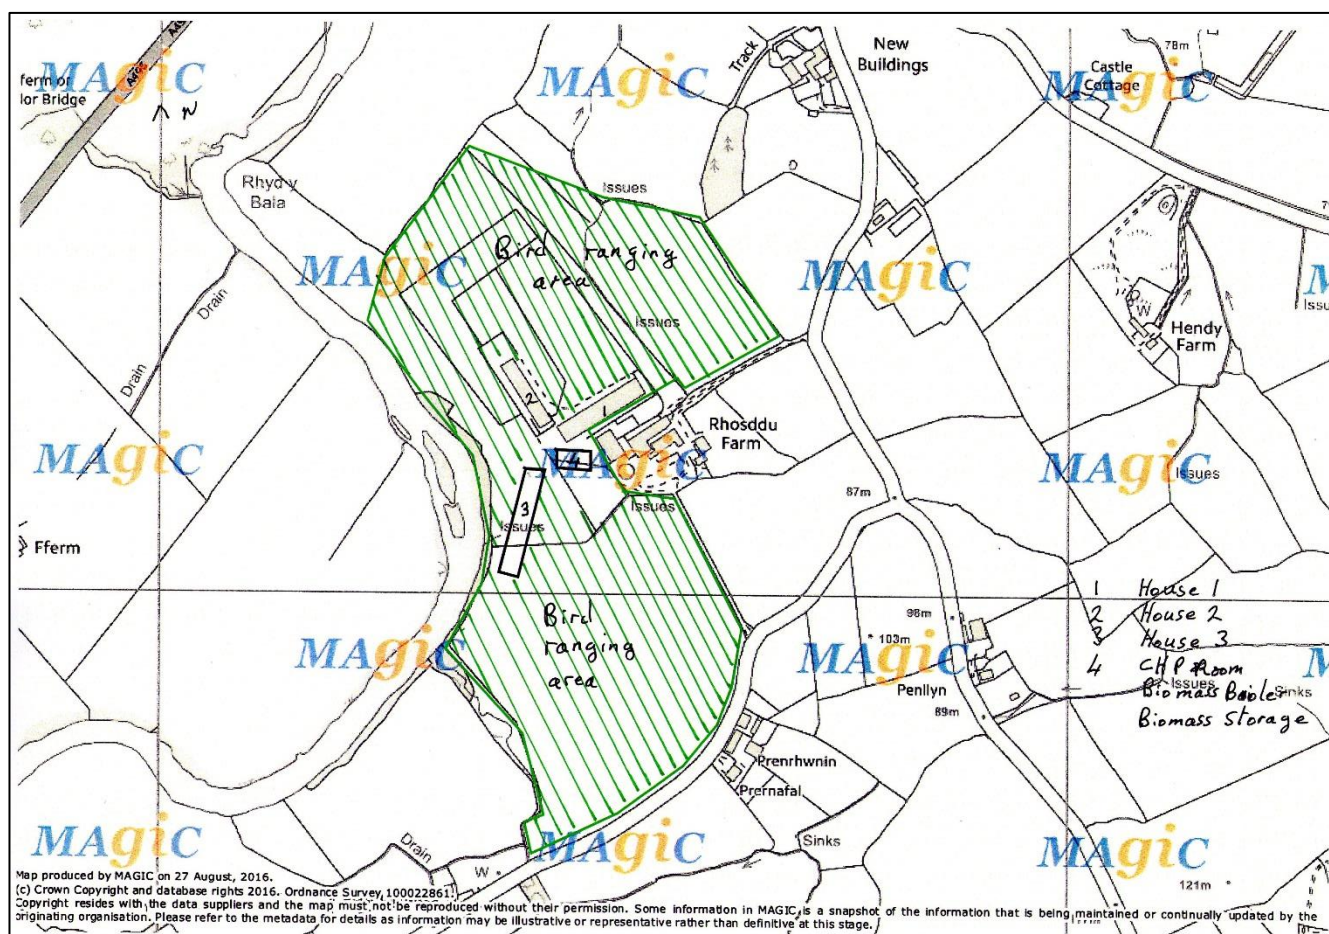 MAgiC
MAgiC
MAgiC
A495
ferm or
lor Bridge
N
Track
New
Buildings
78m
Castle
Cottage
Rhyd y
Bala
Issues
MAgiC
MAgiC
Bird ranging
area
Drain
Issues
Drain
W
Hendy
Farm
2
1
Rhosddu
Farm
MAgiC
MAgiC
MAgiC
4
Issues
3
Issues
Issues
87m
Fferm
1 House 1
2 House 2
3 House 3
4 CHP Room
Biomass Boiler
Biomass Storage
98m
103m
Bird
ranging
area
MAgiC
MAgiC
Issues
Sinks
Penllyn
89m
Prenrhwnin
Prernafal
MAgiC
MAgiC
MAgiC
Drain
W
Sinks
121m
Map produced by MAGIC on 27 August, 2016.
(c) Crown Copyright and database rights 2016. Ordnance Survey 100022861.
Copyright resides with the data suppliers and the map must not be reproduced without their permission. Some information in MAGIC is a snapshot of the information that is being maintained or continually updated by the
originating organisation. Please refer to the metadata for details as information may be illustrative or representative rather than definitive at this stage.